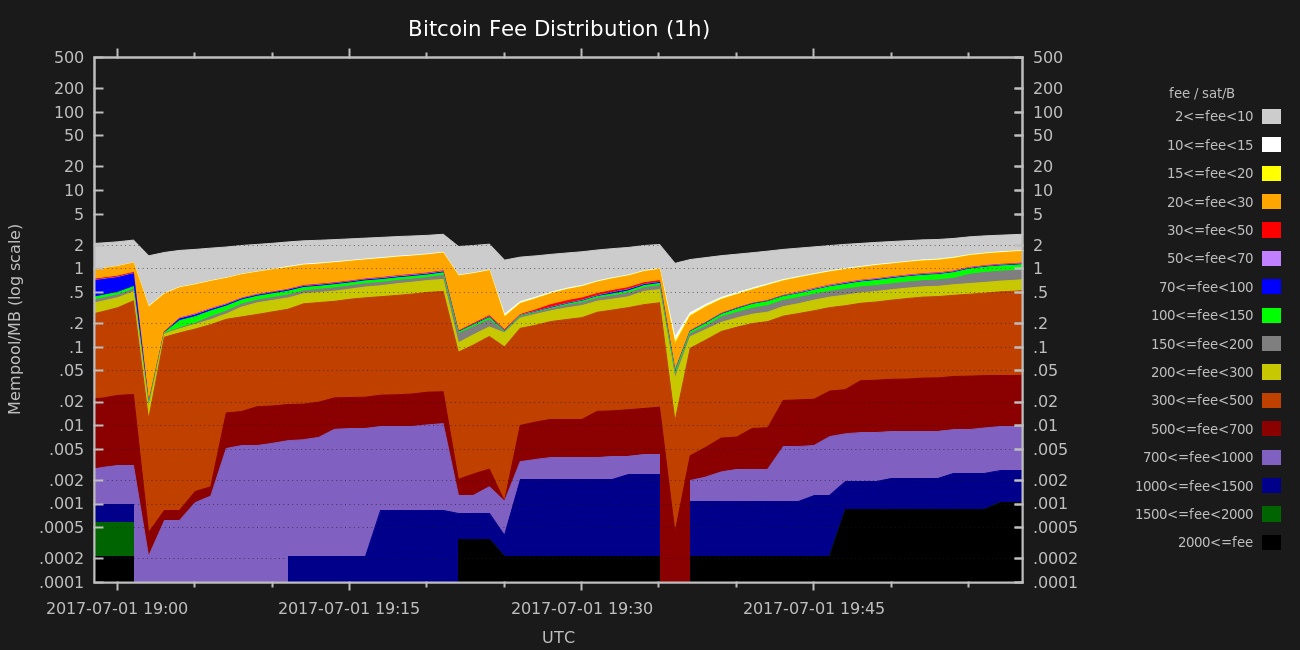 Bitcoin Fee Distribution (1h)
Mempool/MB (log scale)
500
200
100
50
20
10
5
2
1
.5
.2
.1
.05
.02
.01
.005
.002
.001
.0005
.0002
.0001
500
200
100
50
20
10
5
2
1
.5
.2
.1
.05
.02
.01
.005
.002
.001
.0005
.0002
.0001
2017-07-01 19:00
2017-07-01 19:15
2017-07-01 19:30
2017-07-01 19:45
UTC
fee / sat/B
2<=fee<10
10<=fee<15
15<=fee<20
20<=fee<30
30<=fee<50
50<=fee<70
70<=fee<100
100<=fee<150
150<=fee<200
200<=fee<300
300<=fee<500
500<=fee<700
700<=fee<1000
1000<=fee<1500
1500<=fee<2000
2000<=fee